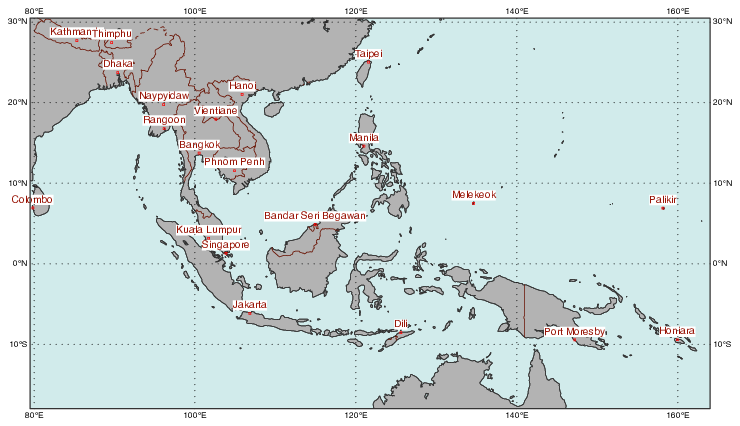 80°E 100°E 120°E 140°E 160°E
30°N 30°N
Thimphu
Taipei
Dhaka
Hanoi
Naypyidaw
20°N 20°N
Vientiane
Rangoon
Manila
Bangkok
Phnom Penh
10°N 10°N
Colombo
Melekeok
Palikir
Bandar Seri Begawan
Kuala Lumpur
Singapore
0°N 0°N
Jakarta
Dili
Port Moresby
Honiara
10°S 10°S
80°E 100°E 120°E 140°E 160°E